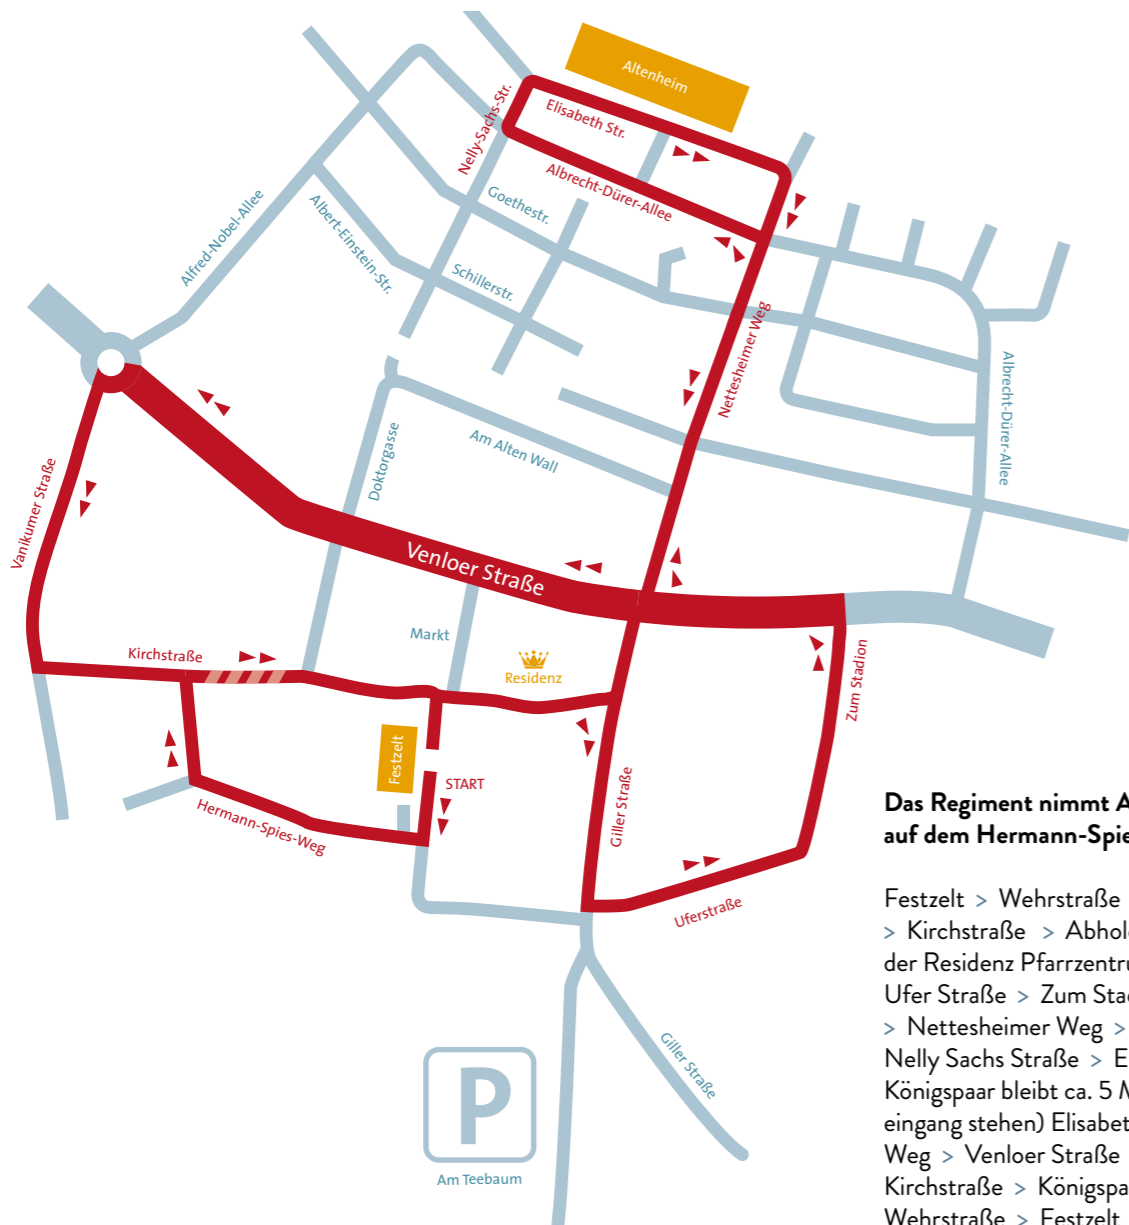 Altenheim
Elisabeth Str.
Nelly-Sachs-Str.
Albrecht-Dürer-Allee
Goethestr.
Alfred-Nobel-Allee
Albert-Einstein-Str.
Schillerstr.
Nettesheimer Weg
Albrecht-Dürer-Allee
Doktorgasse
Am Alten Wall
Vanikumer Straße
Venloer Straße
Markt
Kirchstraße
Residenz
Zum Stadion
Festzelt
START
Giller Straße
Hermann-Spies-Weg
Uferstraße
Giller Straße
P
Am Teebaum
Das Regiment nimmt A
auf dem Hermann-Spie
Festzelt > Wehrstraße
> Kirchstraße > Abhol
der Residenz Pfarrzentru
Ufer Straße > Zum Stad
> Nettesheimer Weg >
Nelly Sachs Straße > E
Königspaar bleibt ca. 5 M
eingang stehen) Elisabet
Weg > Venloer Straße
Kirchstraße > Königspa
Wehrstraße > Festzelt